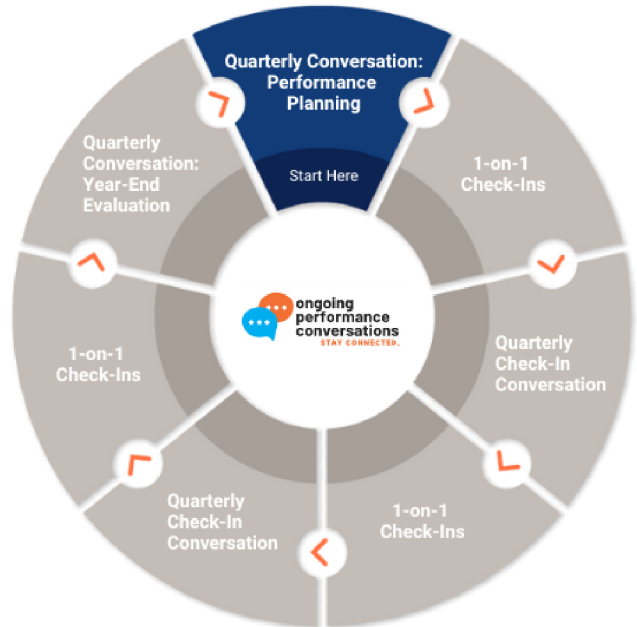 Quarterly Conversation:
Performance
Planning
Start Here
1-on-1
Check-Ins
Quarterly
Check-In
Conversation
1-on-1
Check-Ins
Quarterly
Check-In
Conversation
1-on-1
Check-Ins
Quarterly
Conversation:
Year-End
Evaluation
ongoing
performance
conversations
STAY CONNECTED.